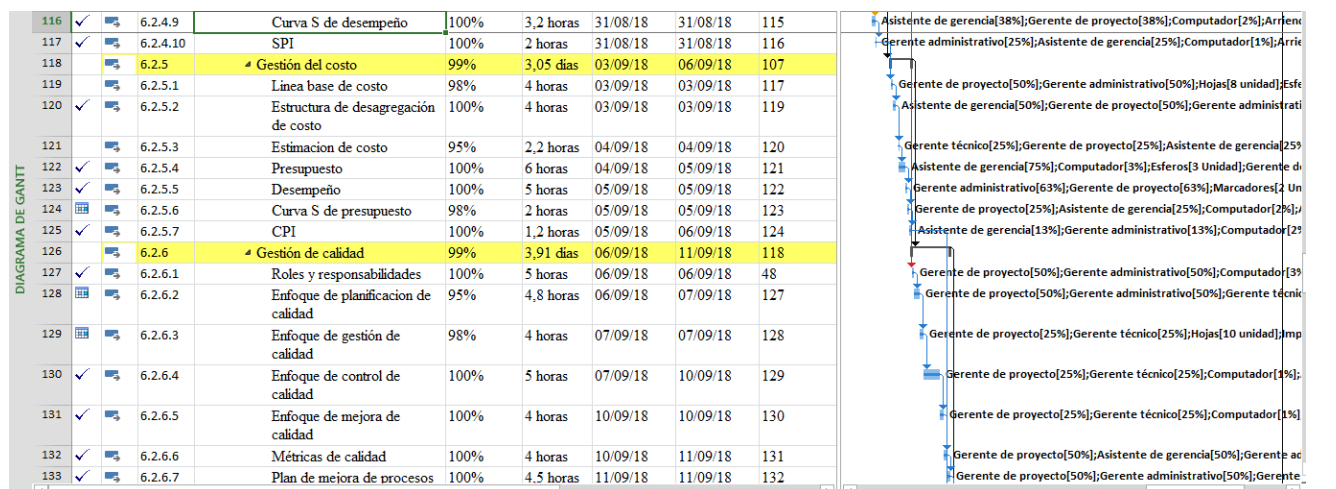 DIAGRAMA DE GANTT
116 6.2.4.9 Curva S de desempeño 100% 3,2 horas 31/08/18 31/08/18 115 Asistente de gerencia[38%];Gerente de proyecto[38%];Computador[2%];Arrienc
117 6.2.4.10 SPI 100% 2 horas 31/08/18 31/08/18 116 Gerente administrativo[25%];Asistente de gerencia[25%];Computador[1%];Arrie
118 6.2.5 Gestión del costo 99% 3,05 días 03/09/18 06/09/18 107
119 6.2.5.1 Linea base de costo 98% 4 horas 03/09/18 03/09/18 117 Gerente de proyecto[50%];Gerente administrativo[50%];Hojas[8 unidad];Esfe
120 6.2.5.2 Estructura de desagregación 100% 4 horas 03/09/18 03/09/18 119 Asistente de gerencia[50%];Gerente de proyecto[50%];Gerente administrati
de costo
121 6.2.5.3 Estimacion de costo 95% 2,2 horas 04/09/18 04/09/18 120 Gerente técnico[25%];Gerente de proyecto[25%];Asistente de gerencia[25%
122 6.2.5.4 Presupuesto 100% 6 horas 04/09/18 05/09/18 121 Asistente de gerencia[75%];Computador[3%];Esferos[3 Unidad];Gerente de
123 6.2.5.5 Desempeño 100% 5 horas 05/09/18 05/09/18 122 Gerente administrativo[63%];Gerente de proyecto[63%];Marcadores[2 Un
124 6.2.5.6 Curva S de presupuesto 98% 2 horas 05/09/18 05/09/18 123 Gerente de proyecto[25%];Asistente de gerencia[25%];Computador[2%];
125 6.2.5.7 CPI 100% 1,2 horas 05/09/18 06/09/18 124 Asistente de gerencia[13%];Gerente administrativo[13%];Computador[2%
126 6.2.6 Gestión de calidad 99% 3,91 días 06/09/18 11/09/18 118
127 6.2.6.1 Roles y responsabilidades 100% 5 horas 06/09/18 06/09/18 48 Gerente de proyecto[50%];Gerente administrativo[50%];Computador[3%
128 6.2.6.2 Enfoque de planificacion de 95% 4,8 horas 06/09/18 07/09/18 127 Gerente de proyecto[50%];Gerente administrativo[50%];Gerente técnic
calidad
129 6.2.6.3 Enfoque de gestión de 98% 4 horas 07/09/18 07/09/18 128 Gerente de proyecto[25%];Gerente técnico[25%];Hojas[10 unidad];Imp
calidad
130 6.2.6.4 Enfoque de control de 100% 5 horas 07/09/18 10/09/18 129 Gerente de proyecto[25%];Gerente técnico[25%];Computador[1%];
calidad
131 6.2.6.5 Enfoque de mejora de 100% 4 horas 10/09/18 10/09/18 130 Gerente de proyecto[25%];Gerente técnico[25%];Computador[1%]
calidad
132 6.2.6.6 Métricas de calidad 100% 4 horas 10/09/18 11/09/18 131 Gerente de proyecto[50%];Asistente de gerencia[50%];Gerente ad
133 6.2.6.7 Plan de mejora de procesos 100% 4,5 horas 11/09/18 11/09/18 132 Gerente de proyecto[50%];Gerente administrativo[50%];Gerente